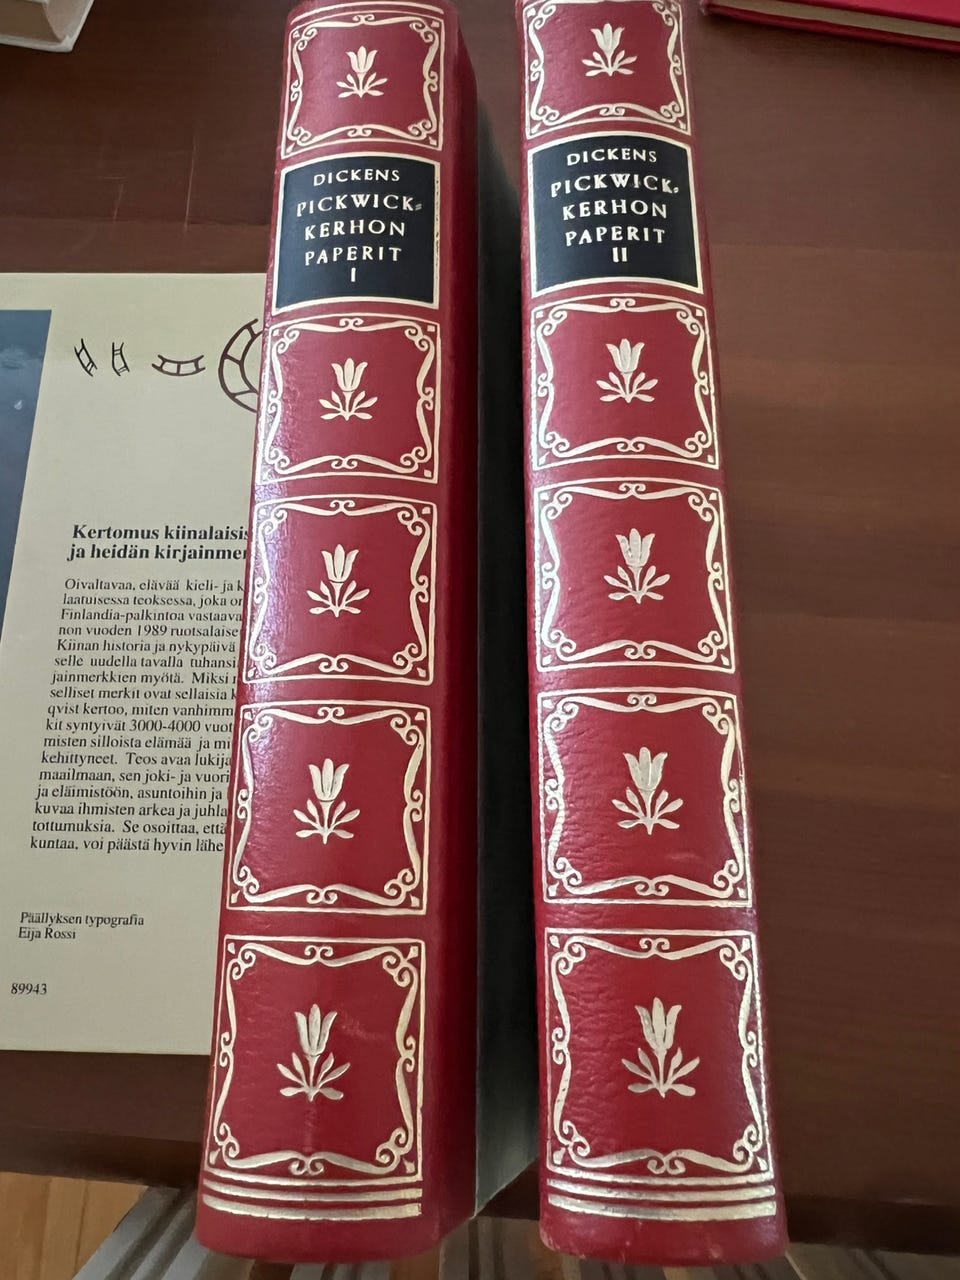 DICKENS
PICKWICK-
KERHON
PAPERIT
I
DICKENS
PICKWICK-
KERHON
PAPERIT
II
Kertomus kiinalaisis
ja heidän kirjainme
Oivaltavaa, elävää kieli- ja k
laatuisessa teoksessa, joka on
Finlandia-palkintoa vastaava
non vuoden 1989 ruotsalaise
Kiinan historia ja nykypäivä
selle uudella tavalla tuhansi
jainmerkkien myötä. Miksi
selliset merkit ovat sellaisia k
qvist kertoo, miten vanhimm
kit syntyivät 3000-4000 vuot
misten silloista elämää ja mi
kehittyneet. Teos avaa lukija
maailmaan, sen joki- ja vuori
ja eläimistöön, asuntoihin ja
kuvaa ihmisten arkea ja juhla
tottumuksia. Se osoittaa, että
kuntaa, voi päästä hyvin lähe
Päällyksen typografia
Eija Rossi
89943